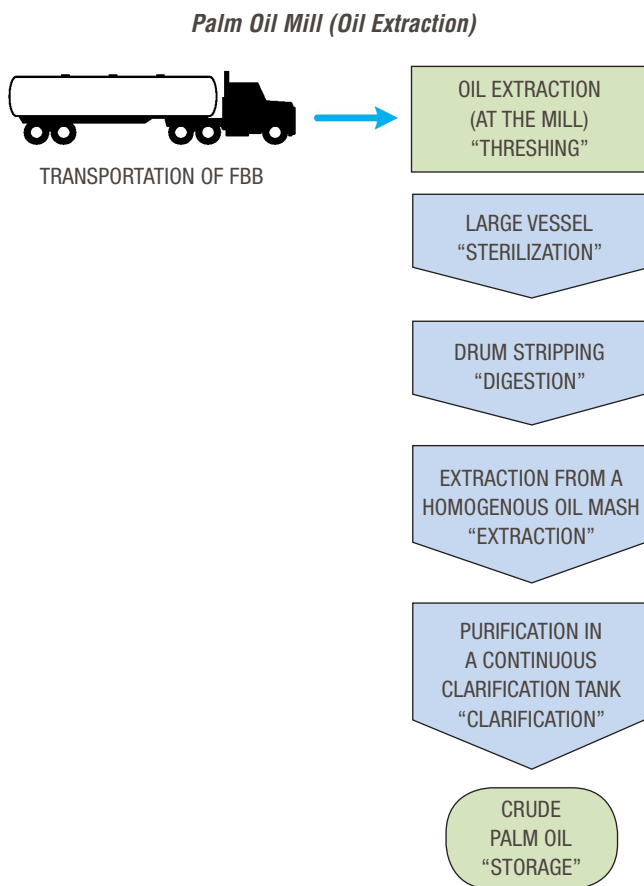 Palm Oil Mill (Oil Extraction)
TRANSPORTATION OF FBB
OIL EXTRACTION
(AT THE MILL)
“THRESHING”
LARGE VESSEL
“STERILIZATION”
DRUM STRIPPING
“DIGESTION”
EXTRACTION FROM A
HOMOGENOUS OIL MASH
“EXTRACTION”
PURIFICATION IN
A CONTINUOUS
CLARIFICATION TANK
“CLARIFICATION”
CRUDE
PALM OIL
“STORAGE”